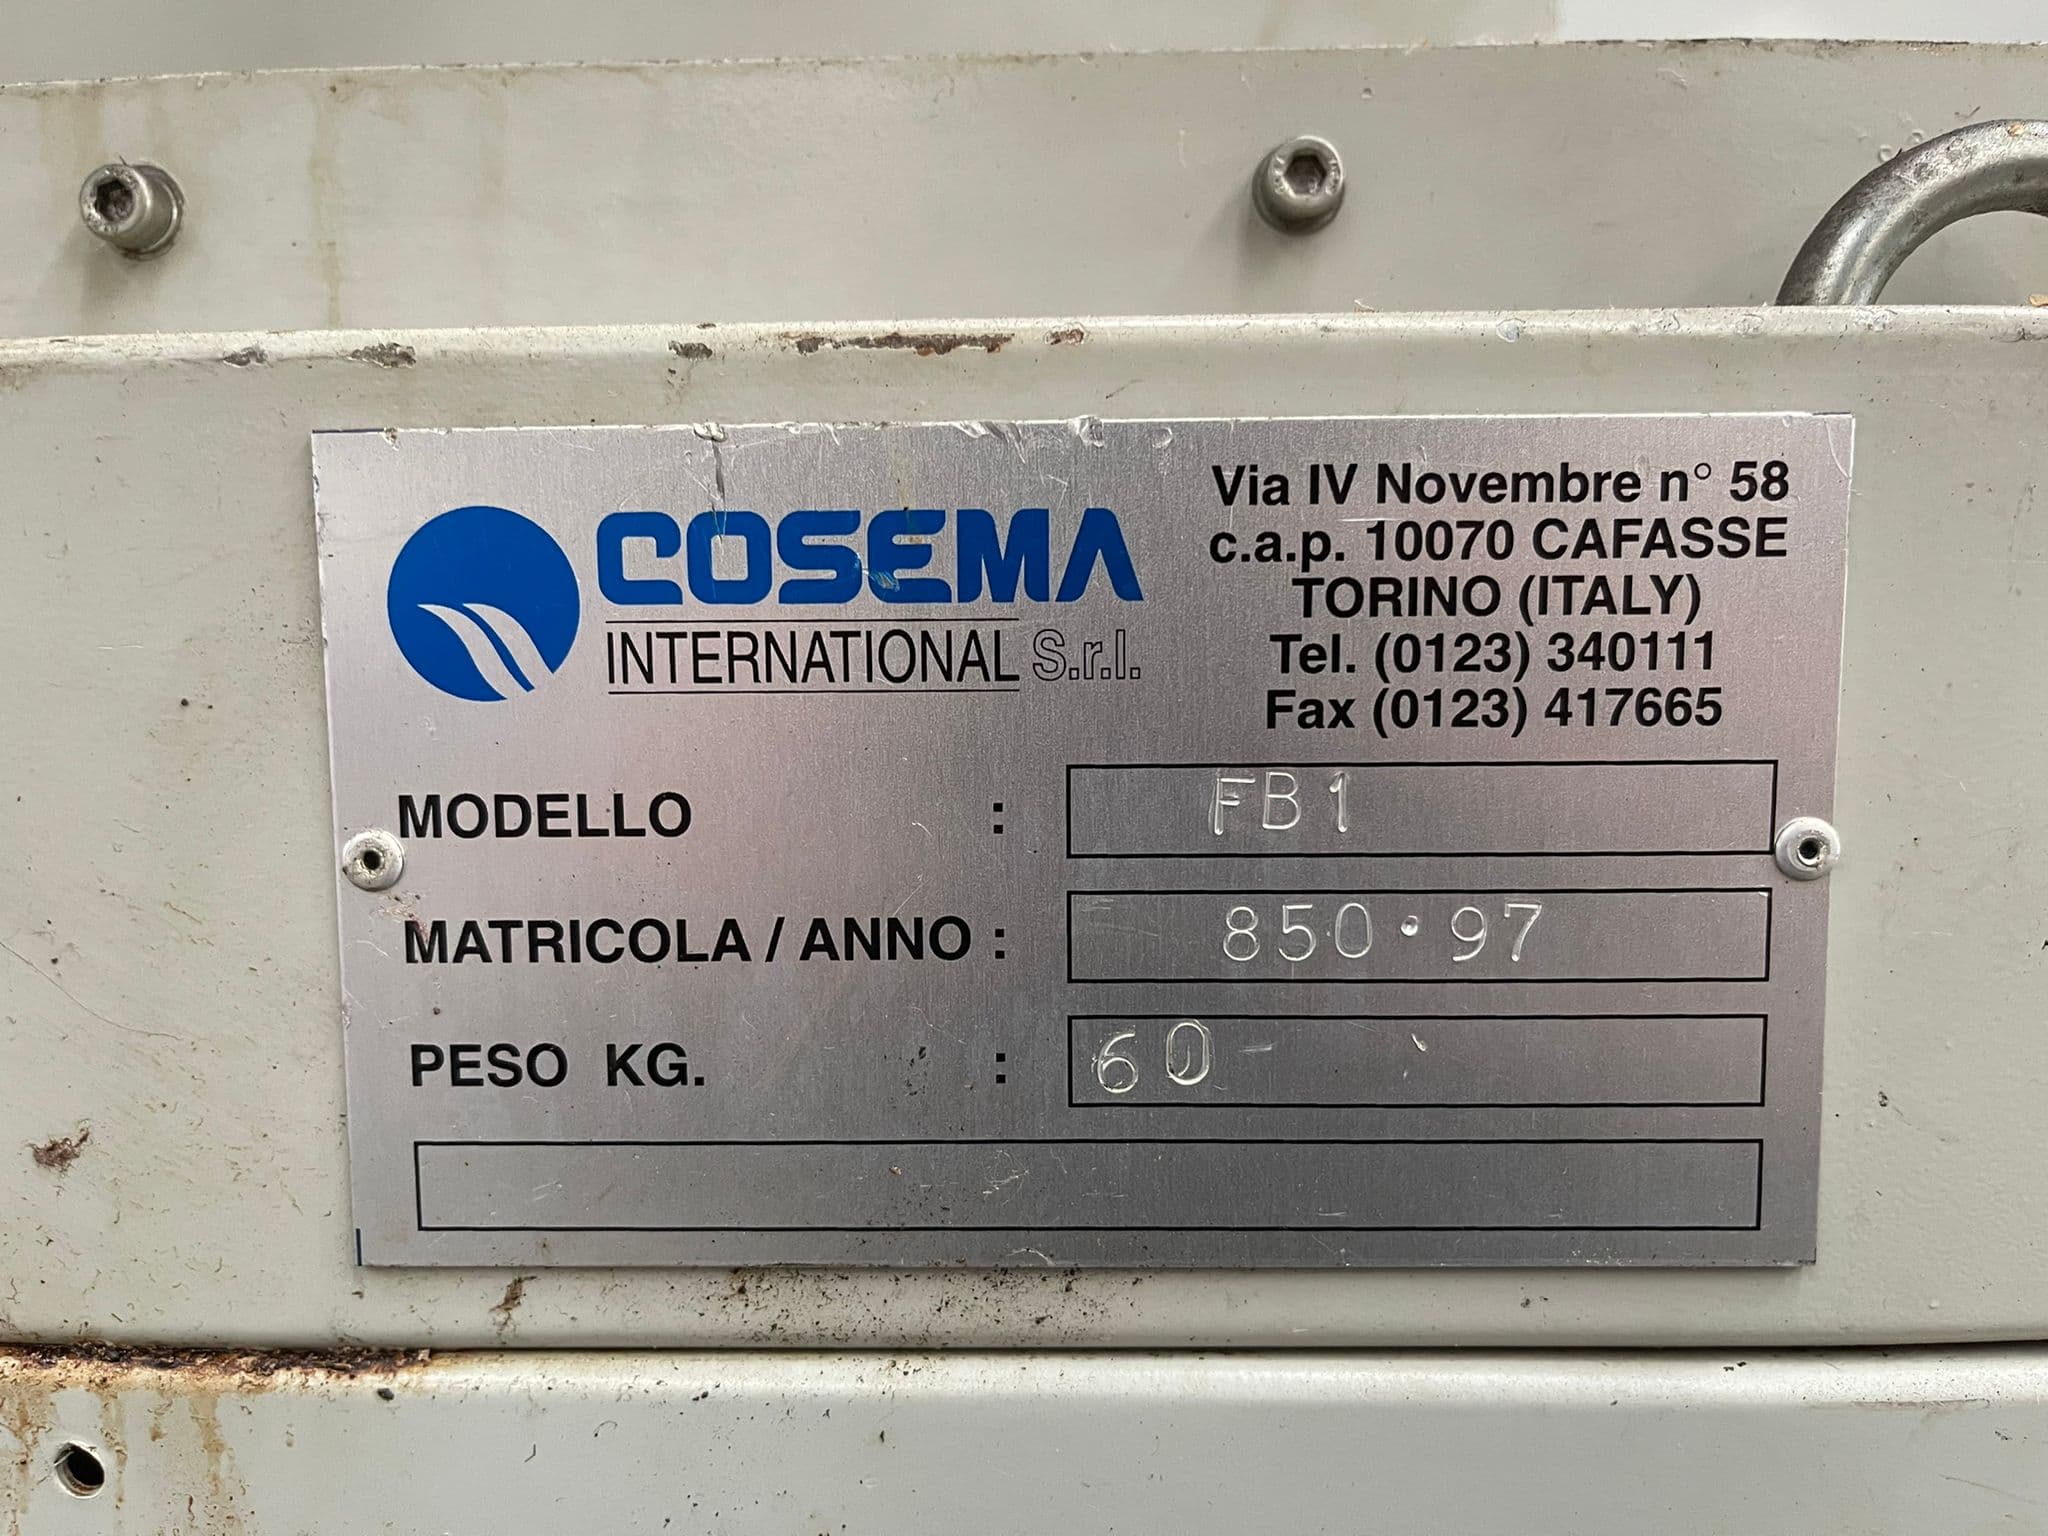 COSEMA
INTERNATIONAL S.r.l.
Via IV Novembre n° 58
c.a.p. 10070 CAFASSE
TORINO (ITALY)
Tel. (0123) 340111
Fax (0123) 417665
MODELLO : FB1
MATRICOLA / ANNO : 850·97
PESO KG. : 60